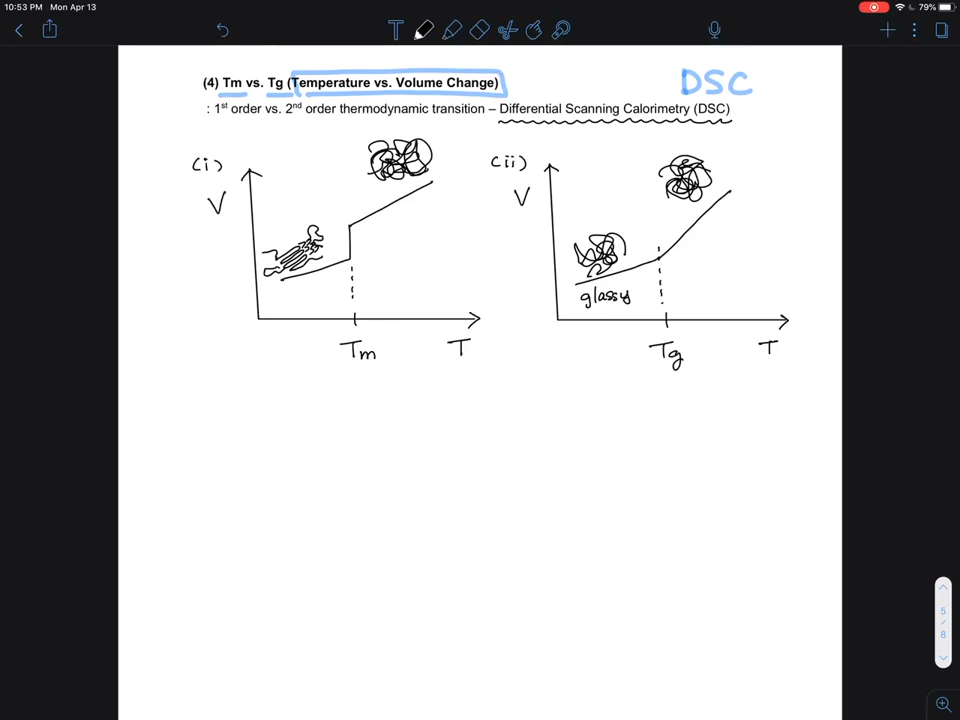 10:53 PM Mon Apr 13
79%
(4) Tm vs. Tg (Temperature vs. Volume Change)
DSC
: 1st order vs. 2nd order thermodynamic transition – Differential Scanning Calorimetry (DSC)
(i)
V
Tm
T
(ii)
V
glassy
Tg
T
5
/
8